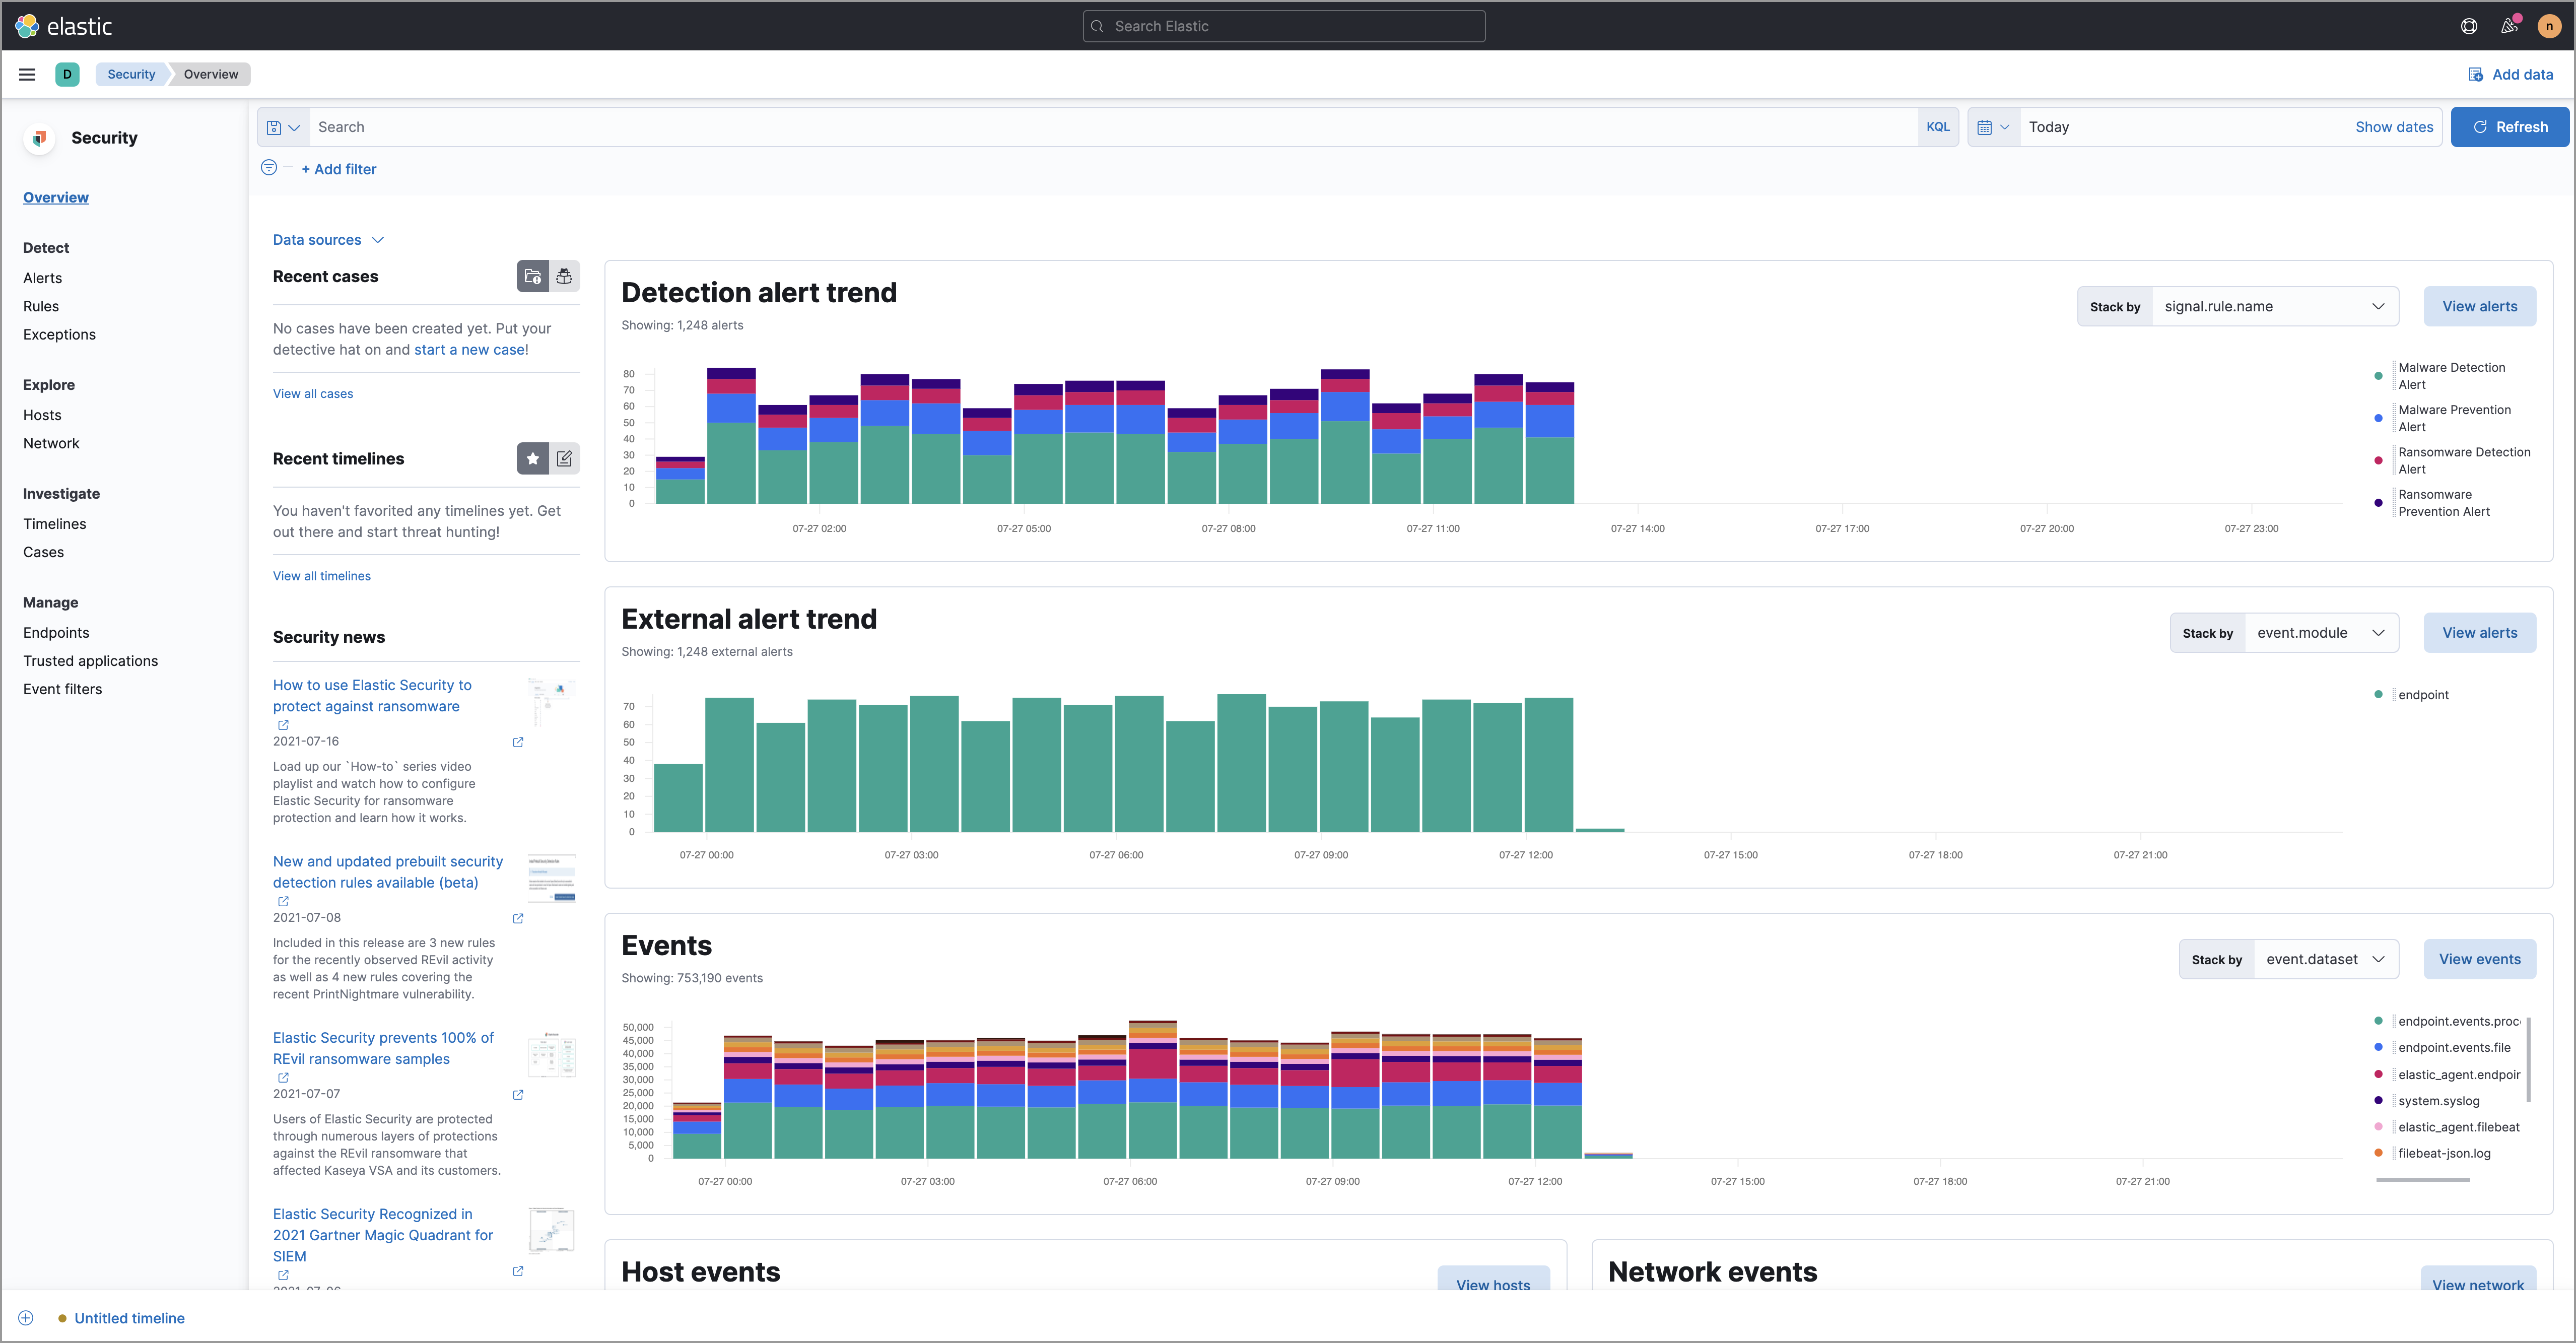 elastic
Search Elastic
n
D
Security
Overview
Add data
Security
Overview
Detect
Alerts
Rules
Exceptions
Explore
Hosts
Network
Investigate
Timelines
Cases
Manage
Endpoints
Trusted applications
Event filters
Search
KQL
Today
Show dates
Refresh
+ Add filter
Data sources
Recent cases
No cases have been created yet. Put your
detective hat on and start a new case!
View all cases
Recent timelines
You haven't favorited any timelines yet. Get
out there and start threat hunting!
View all timelines
Security news
How to use Elastic Security to
protect against ransomware
2021-07-16
Load up our `How-to` series video
playlist and watch how to configure
Elastic Security for ransomware
protection and learn how it works.
New and updated prebuilt security
detection rules available (beta)
2021-07-08
Included in this release are 3 new rules
for the recently observed REvil activity
as well as 4 new rules covering the
recent PrintNightmare vulnerability.
Elastic Security prevents 100% of
REvil ransomware samples
2021-07-07
Users of Elastic Security are protected
through numerous layers of protections
against the REvil ransomware that
affected Kaseya VSA and its customers.
Elastic Security Recognized in
2021 Gartner Magic Quadrant for
SIEM
Detection alert trend
Showing: 1,248 alerts
Stack by
signal.rule.name
View alerts
80
70
60
50
40
30
20
10
0
07-27 02:00
07-27 05:00
07-27 08:00
07-27 11:00
07-27 14:00
07-27 17:00
07-27 20:00
07-27 23:00
Malware Detection
Alert
Malware Prevention
Alert
Ransomware Detection
Alert
Ransomware
Prevention Alert
External alert trend
Showing: 1,248 external alerts
Stack by
event.module
View alerts
70
60
50
40
30
20
10
0
07-27 00:00
07-27 03:00
07-27 06:00
07-27 09:00
07-27 12:00
07-27 15:00
07-27 18:00
07-27 21:00
endpoint
Events
Showing: 753,190 events
Stack by
event.dataset
View events
50,000
45,000
40,000
35,000
30,000
25,000
20,000
15,000
10,000
5,000
0
07-27 00:00
07-27 03:00
07-27 06:00
07-27 09:00
07-27 12:00
07-27 15:00
07-27 18:00
07-27 21:00
endpoint.events.proc
endpoint.events.file
elastic_agent.endpoin
system.syslog
elastic_agent.filebeat
filebeat-json.log
Host events
View hosts
Network events
View network
Untitled timeline